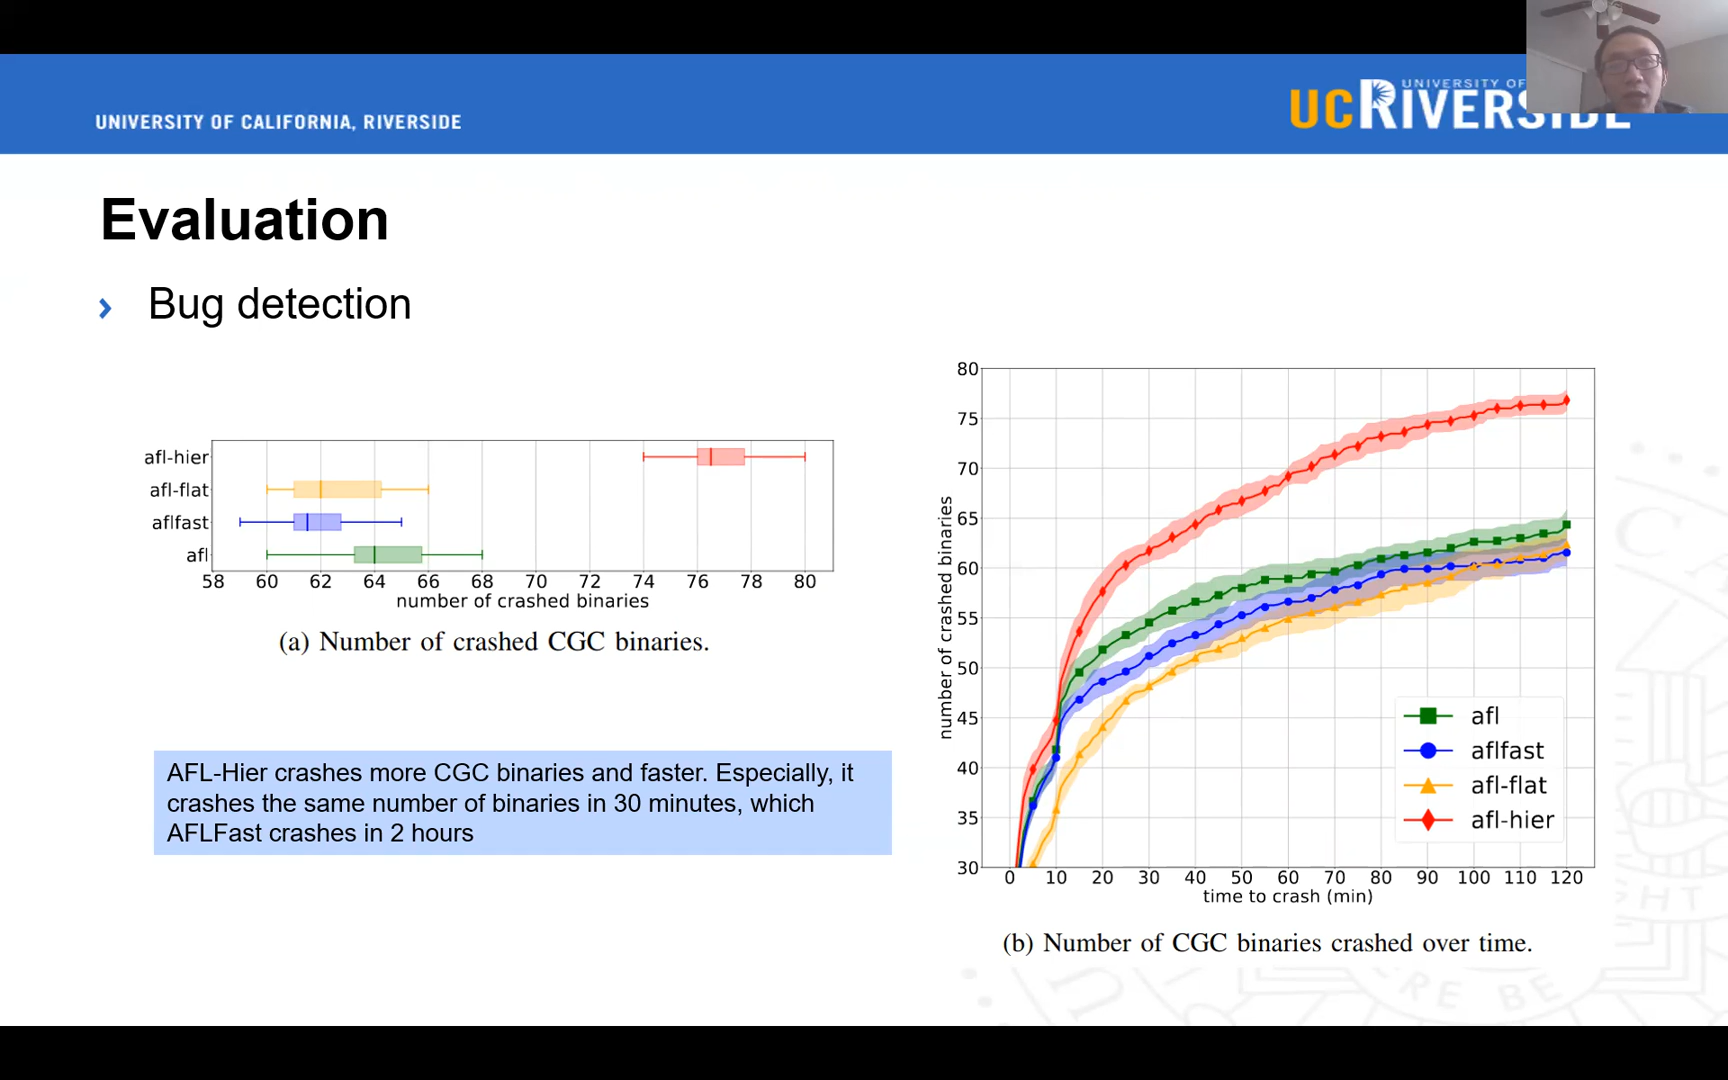 UNIVERSITY OF CALIFORNIA, RIVERSIDE
UNIVERSITY OF
UCRIVERSIDE
Evaluation
Bug detection
afl-hier
afl-flat
aflfast
afl
58 60 62 64 66 68 70 72 74 76 78 80
number of crashed binaries
(a) Number of crashed CGC binaries.
AFL-Hier crashes more CGC binaries and faster. Especially, it
crashes the same number of binaries in 30 minutes, which
AFLFast crashes in 2 hours
number of crashed binaries
80
75
70
65
60
55
50
45
40
35
30
afl
aflfast
afl-flat
afl-hier
0 10 20 30 40 50 60 70 80 90 100 110 120
time to crash (min)
(b) Number of CGC binaries crashed over time.
RE BE
GHT